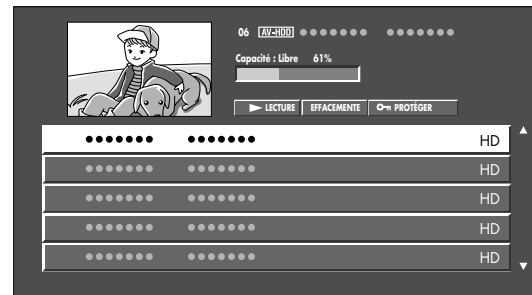 06 AV-HDD
Capacité : Libre 61%
LECTURE EFFACEMENTE PROTÉGER
HD
HD
HD
HD
HD